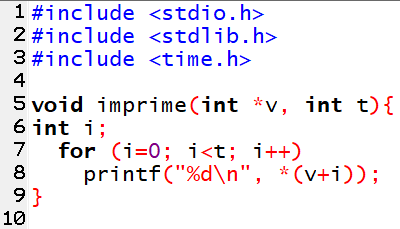 1 #include <stdio.h>
2 #include <stdlib.h>
3 #include <time.h>
4
5 void imprime(int *v, int t){
6 int i;
7   for (i=0; i<t; i++)
8     printf("%d\n", *(v+i));
9 }
10